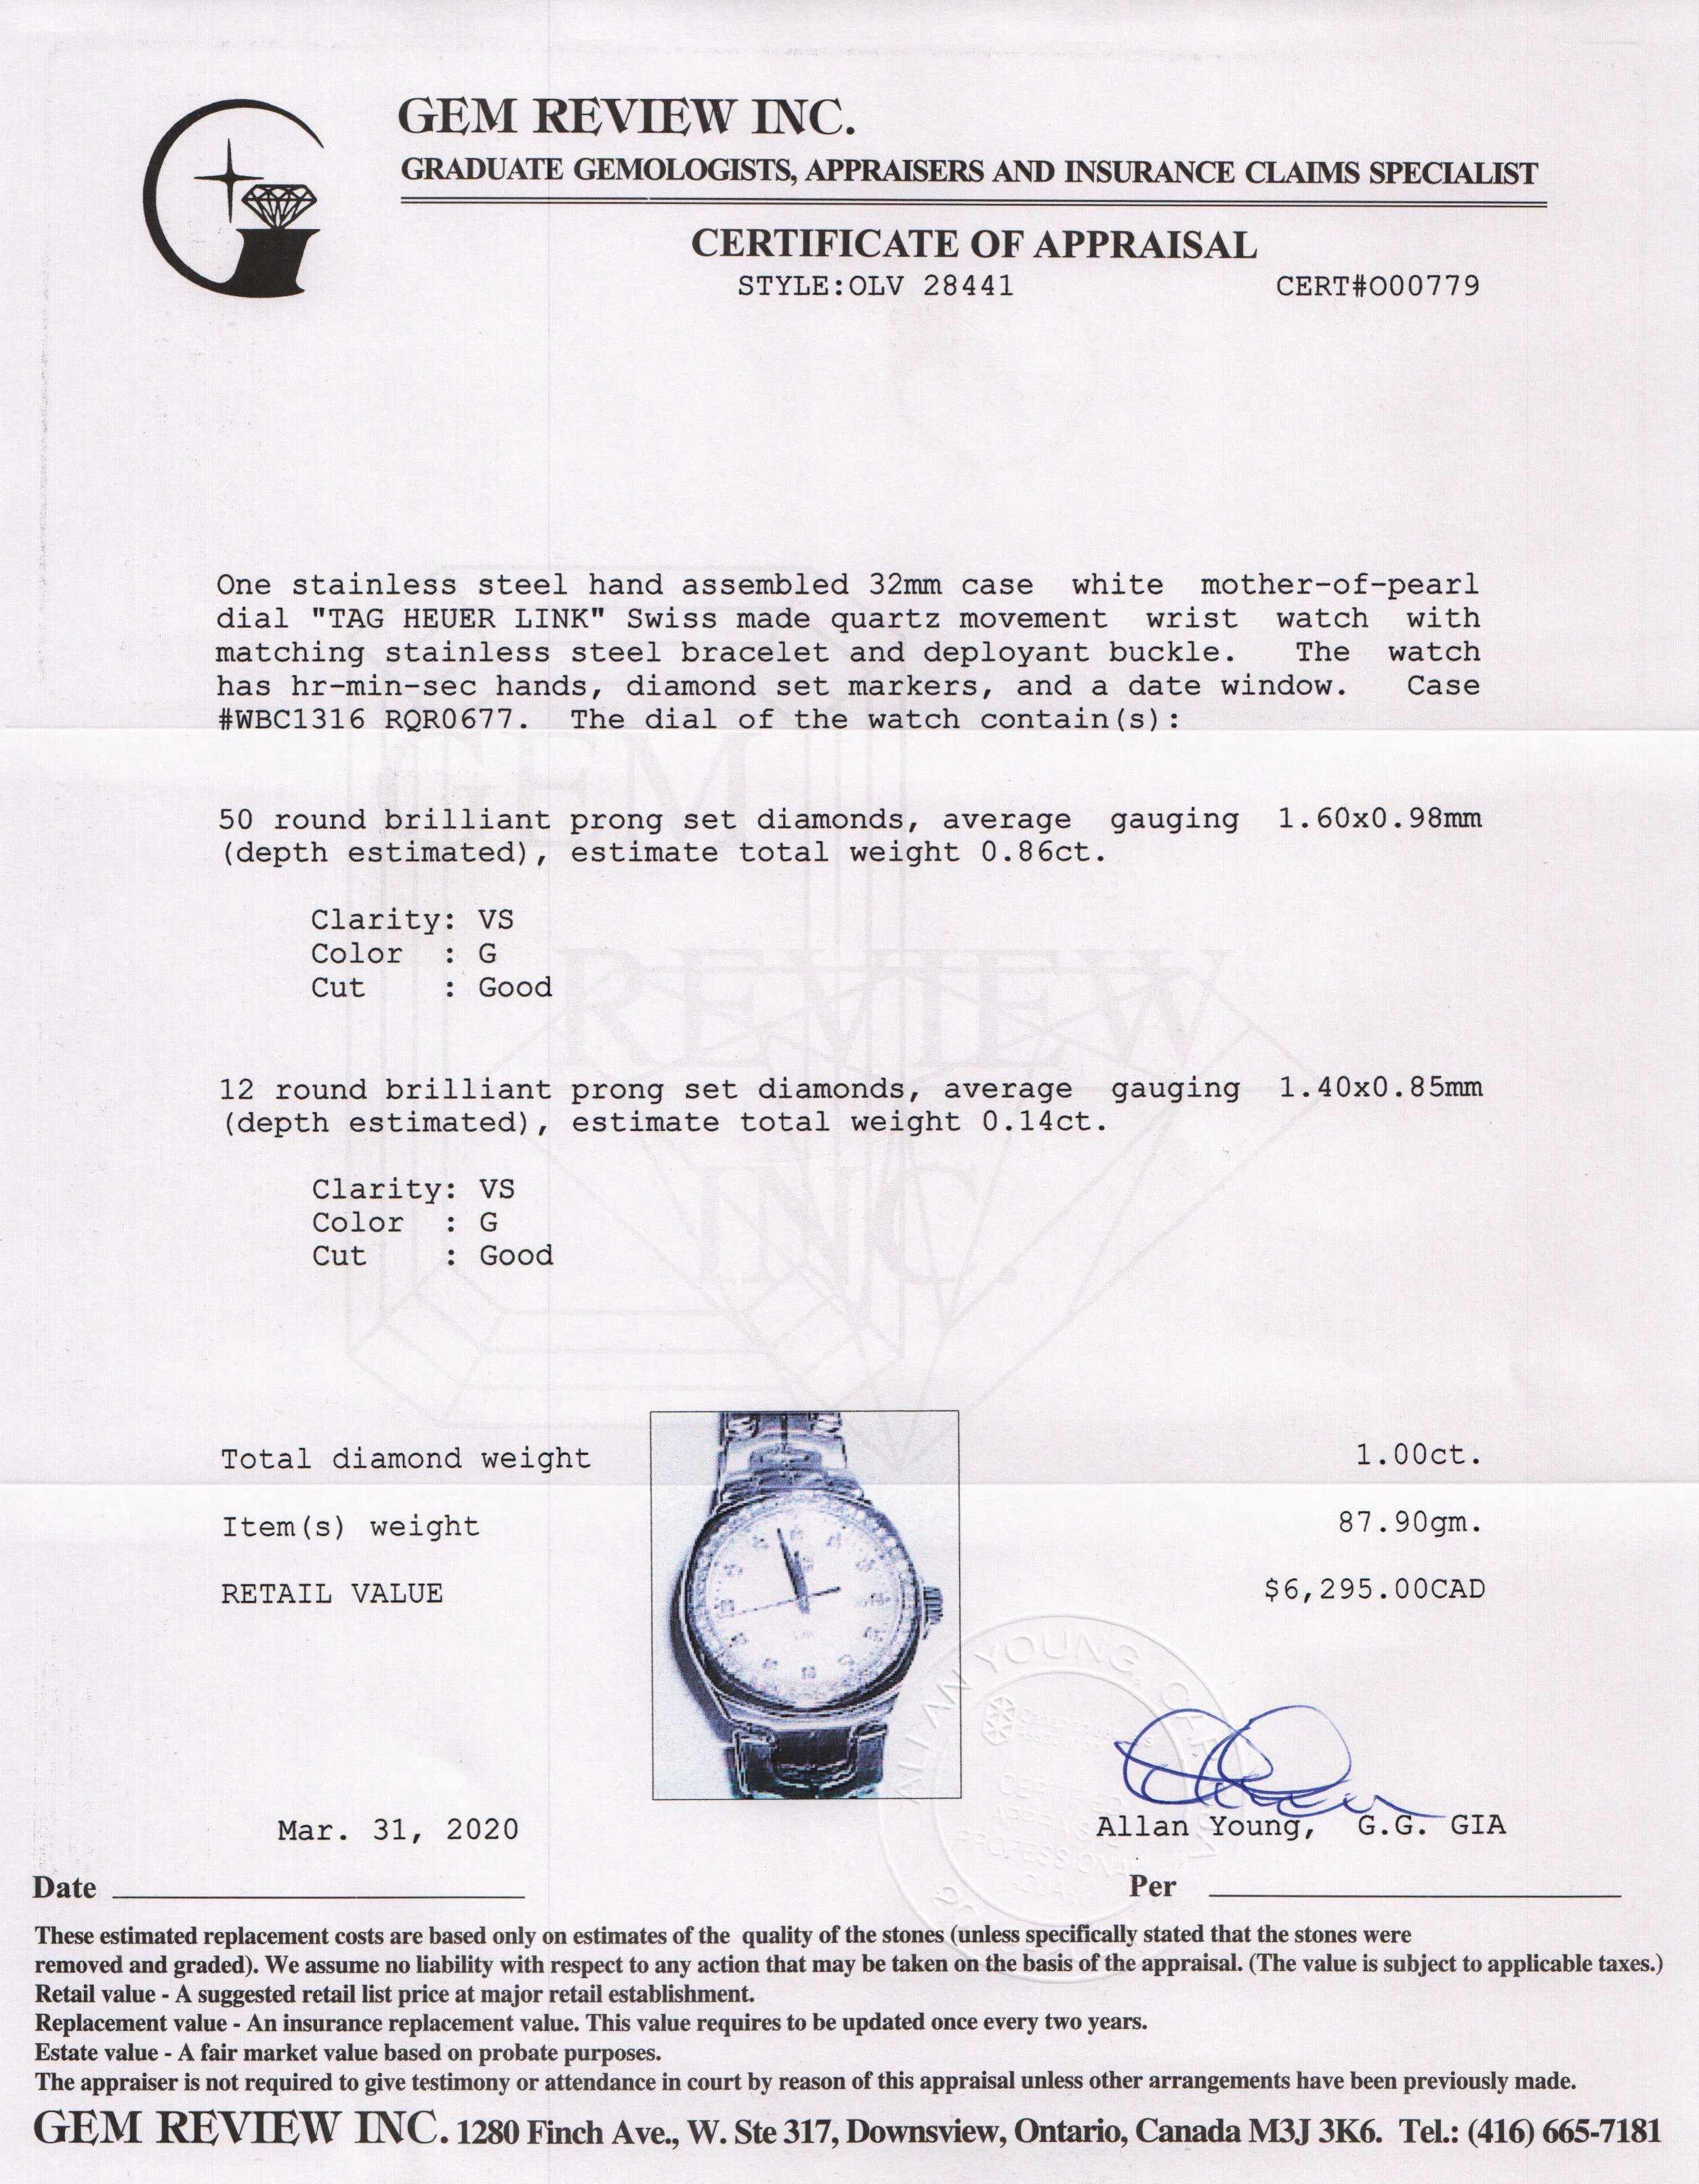 GEM REVIEW INC.
GRADUATE GEMOLOGISTS, APPRAISERS AND INSURANCE CLAIMS SPECIALIST
CERTIFICATE OF APPRAISAL
STYLE:OLV 28441 CERT#O00779
One stainless steel hand assembled 32mm case white mother-of-pearl
dial "TAG HEUER LINK" Swiss made quartz movement wrist watch with
matching stainless steel bracelet and deployant buckle. The watch
has hr-min-sec hands, diamond set markers, and a date window. Case
#WBC1316 RQR0677. The dial of the watch contain(s):
GEM
50 round brilliant prong set diamonds, average gauging 1.60x0.98mm
(depth estimated), estimate total weight 0.86ct.
Clarity: VS
Color : G
Cut : Good
REVIEW
12 round brilliant prong set diamonds, average gauging 1.40x0.85mm
(depth estimated), estimate total weight 0.14ct.
Clarity: VS
Color : G
Cut : Good
INC.
Total diamond weight 1.00ct.
Item(s) weight 87.90gm.
RETAIL VALUE $6,295.00CAD
ALLAN YOUNG,
Mar. 31, 2020 Allan Young, G.G. GIA
Date Per
These estimated replacement costs are based only on estimates of the quality of the stones (unless specifically stated that the stones were
removed and graded). We assume no liability with respect to any action that may be taken on the basis of the appraisal. (The value is subject to applicable taxes.)
Retail value - A suggested retail list price at major retail establishment.
Replacement value - An insurance replacement value. This value requires to be updated once every two years.
Estate value - A fair market value based on probate purposes.
The appraiser is not required to give testimony or attendance in court by reason of this appraisal unless other arrangements have been previously made.
GEM REVIEW INC. 1280 Finch Ave., W. Ste 317, Downsview, Ontario, Canada M3J 3K6. Tel.: (416) 665-7181